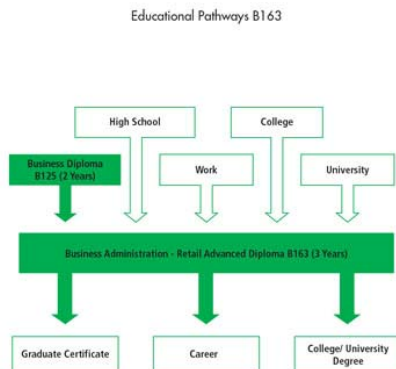 Educational Pathways B163
High School
College
Business Diploma
B125 (2 Years)
Work
University
Business Administration - Retail Advanced Diploma B163 (3 Years)
Graduate Certificate
Career
College/ University
Degree